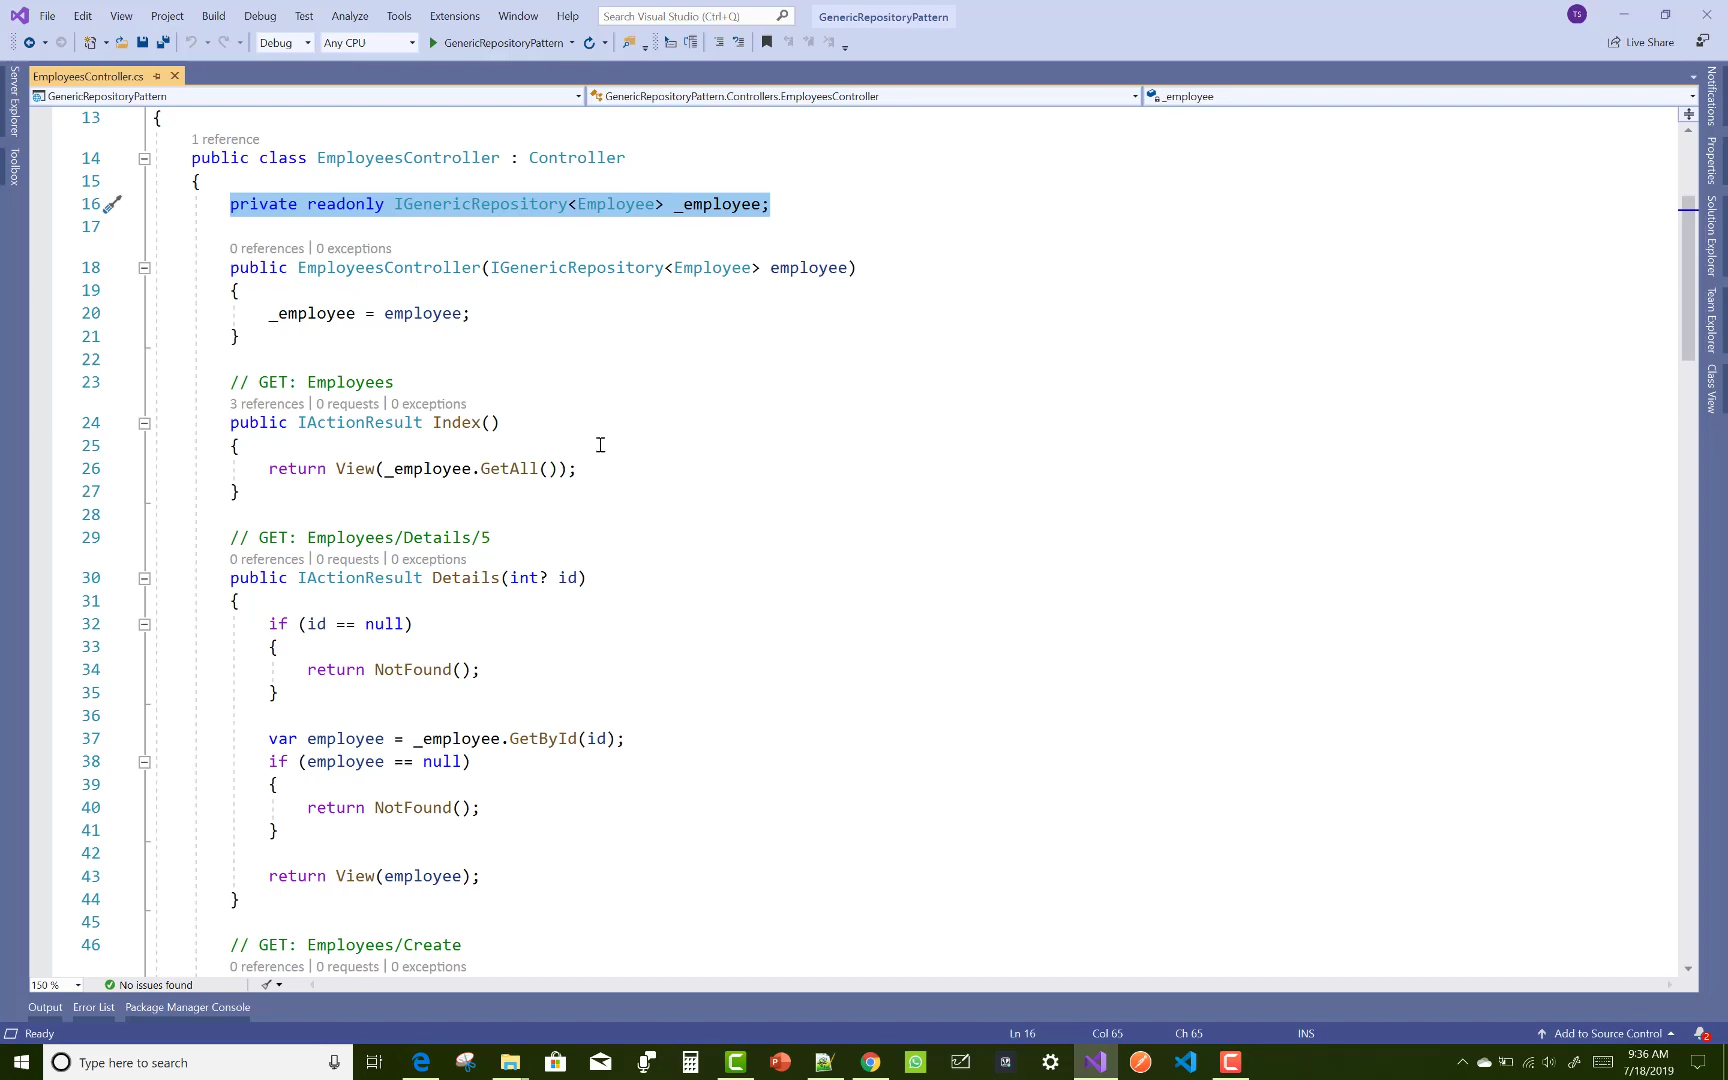 File Edit View Project Build Debug Test Analyze Tools Extensions Window Help Search Visual Studio (Ctrl+Q) GenericRepositoryPattern TS
Debug Any CPU GenericRepositoryPattern Live Share
EmployeesController.cs
GenericRepositoryPattern GenericRepositoryPattern.Controllers.EmployeesController _employee
Server Explorer
Toolbox
Notifications
Properties
Solution Explorer
Team Explorer
Class View
13 {
1 reference
14 public class EmployeesController : Controller
15 {
16 private readonly IGenericRepository<Employee> _employee;
17
0 references | 0 exceptions
18 public EmployeesController(IGenericRepository<Employee> employee)
19 {
20 _employee = employee;
21 }
22
23 // GET: Employees
3 references | 0 requests | 0 exceptions
24 public IActionResult Index()
25 {
26 return View(_employee.GetAll());
27 }
28
29 // GET: Employees/Details/5
0 references | 0 requests | 0 exceptions
30 public IActionResult Details(int? id)
31 {
32 if (id == null)
33 {
34 return NotFound();
35 }
36
37 var employee = _employee.GetById(id);
38 if (employee == null)
39 {
40 return NotFound();
41 }
42
43 return View(employee);
44 }
45
46 // GET: Employees/Create
0 references | 0 requests | 0 exceptions
150 % No issues found
Output Error List Package Manager Console
Ready Ln 16 Col 65 Ch 65 INS Add to Source Control 2
Type here to search 9:36 AM
7/18/2019